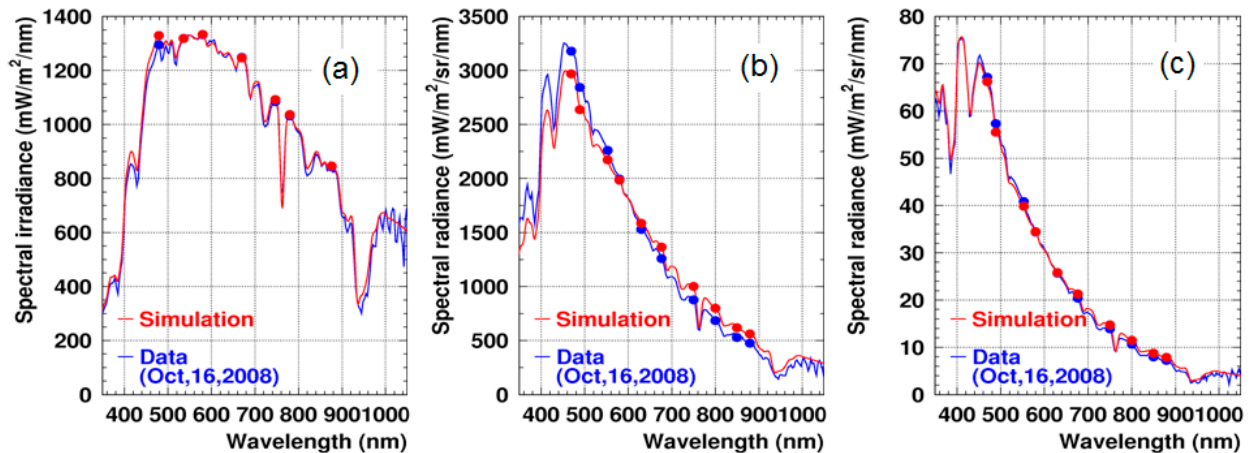 Spectral irradiance (mW/m²/nm)
1400
1200
1000
800
600
400
200
0
(a)
Simulation
Data
(Oct,16,2008)
400 500 600 700 800 9001000
Wavelength (nm)
Spectral radiance (mW/m²/sr/nm)
3500
3000
2500
2000
1500
1000
500
0
(b)
Simulation
Data
(Oct,16,2008)
400 500 600 700 800 9001000
Wavelength (nm)
Spectral radiance (mW/m²/sr/nm)
80
70
60
50
40
30
20
10
0
(c)
Simulation
Data
(Oct,16,2008)
400 500 600 700 800 9001000
Wavelength (nm)